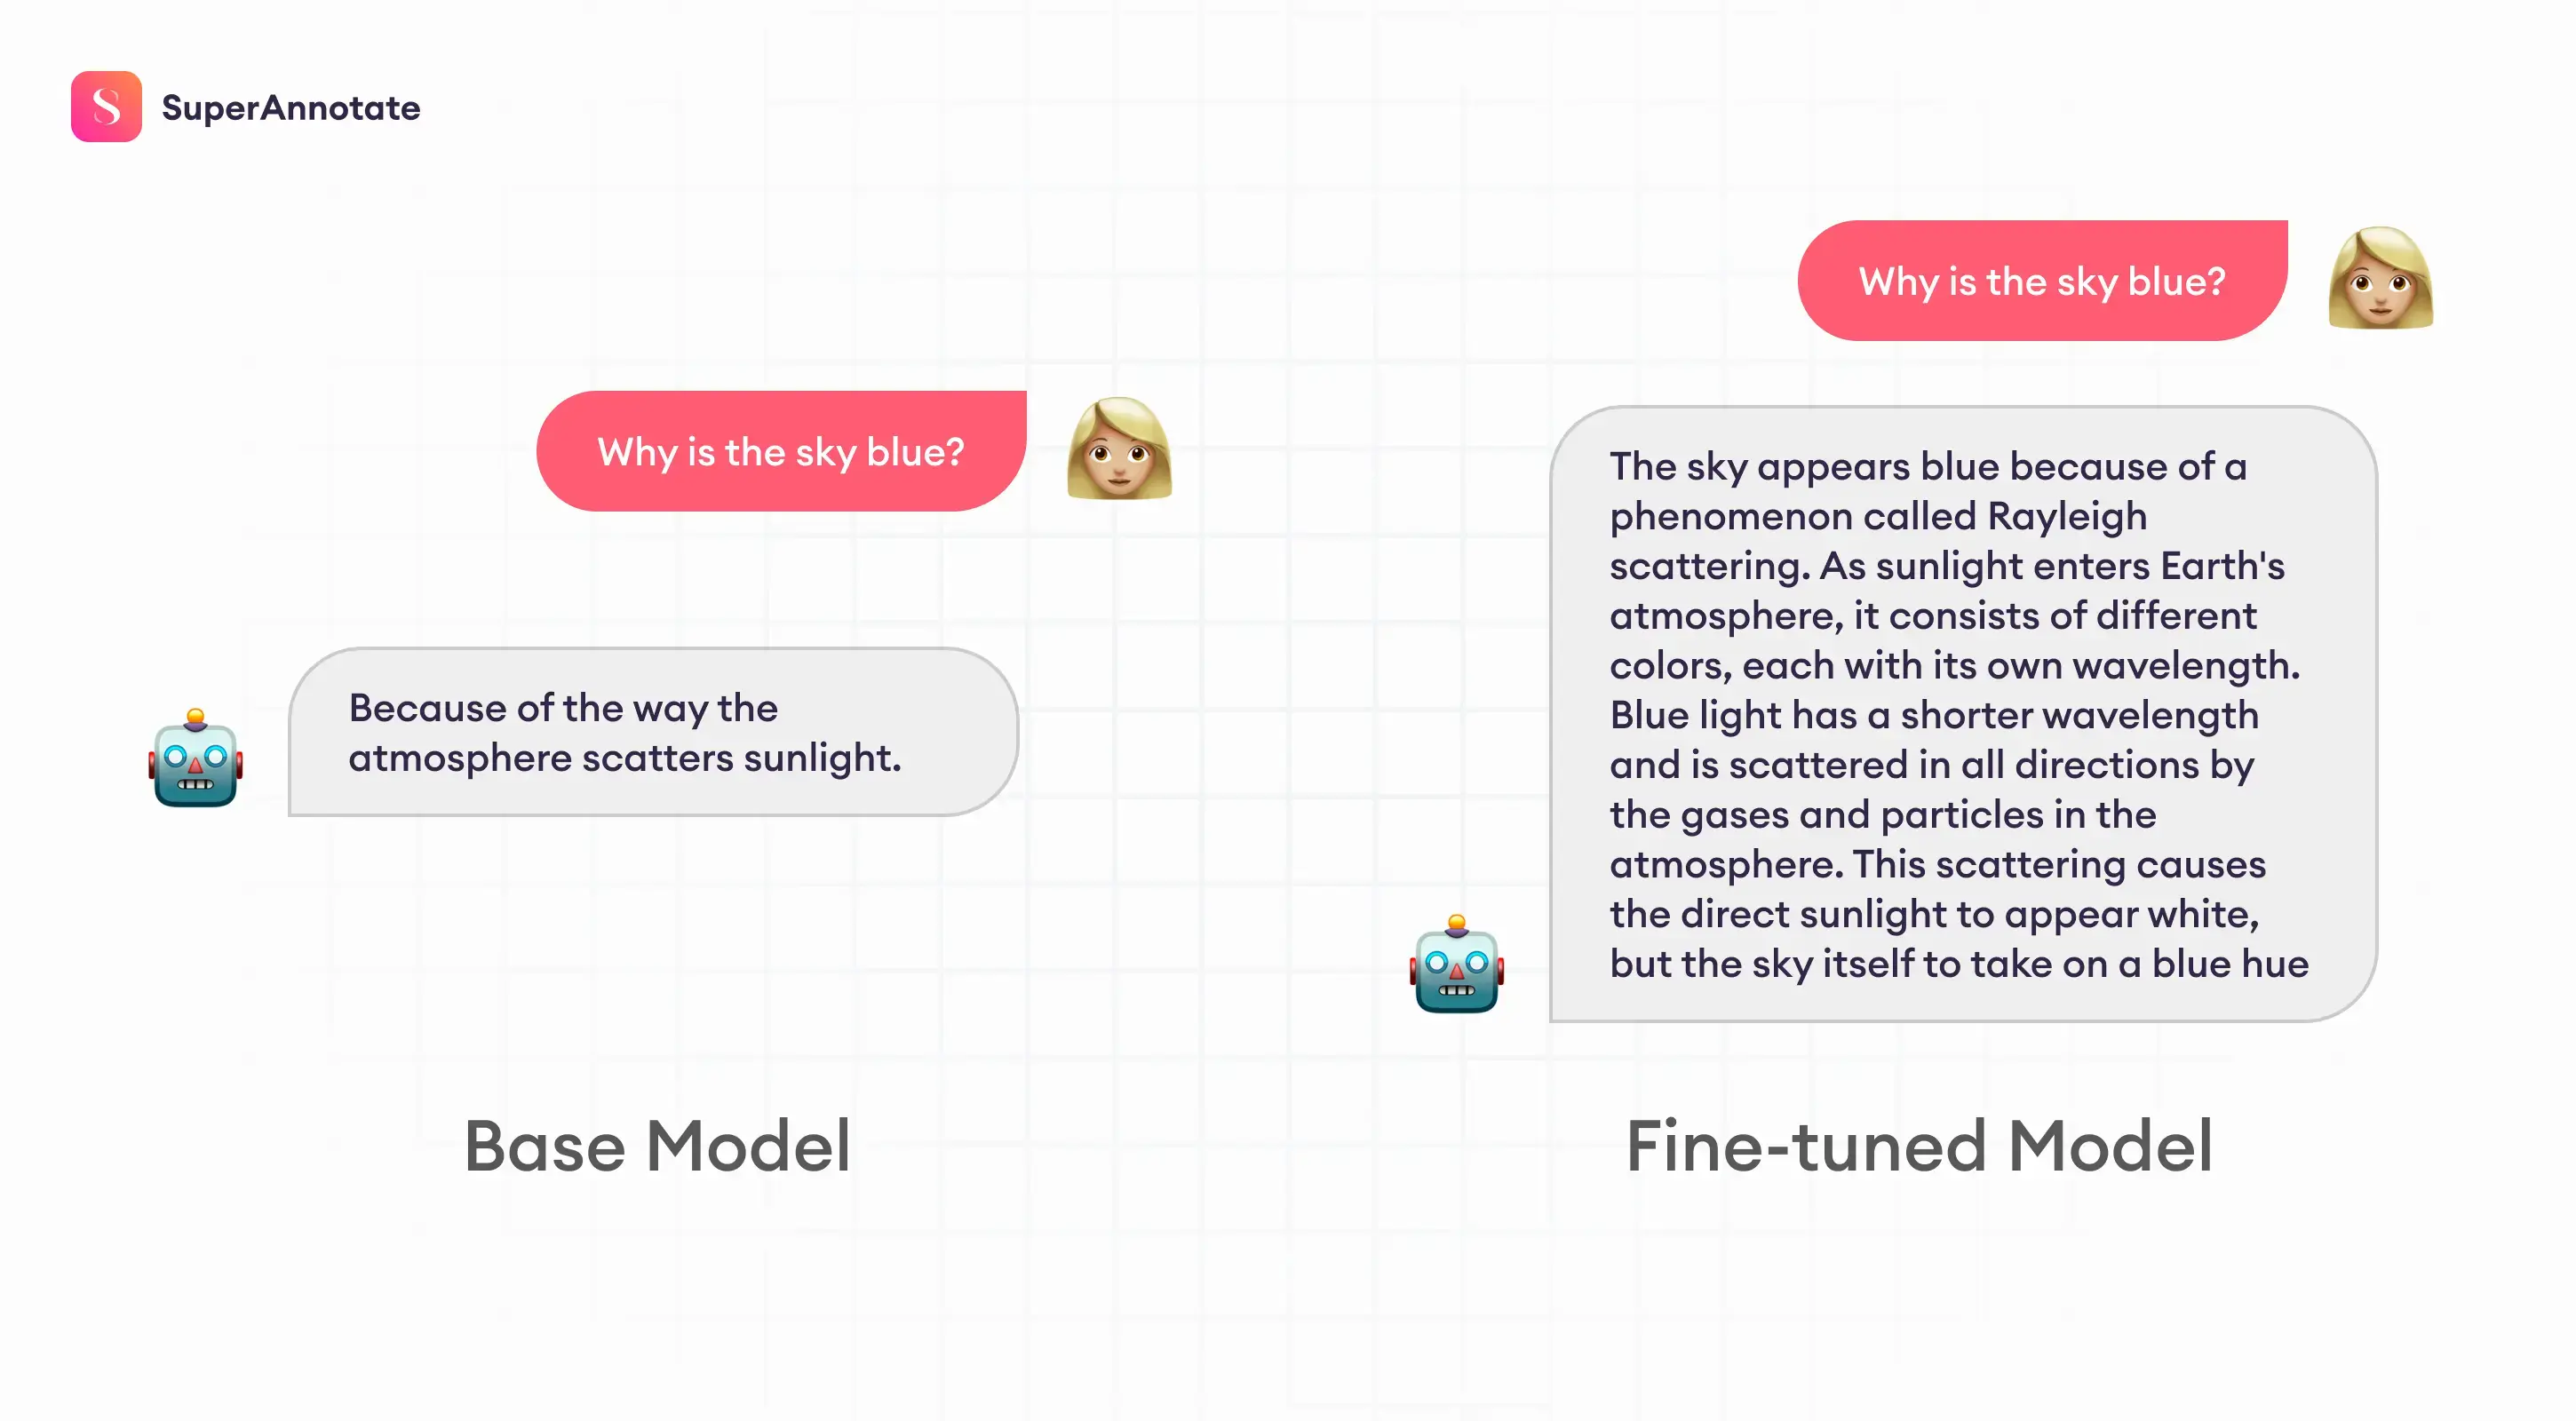 SuperAnnotate
Why is the sky blue?
Because of the way the
atmosphere scatters sunlight.
Base Model
Why is the sky blue?
The sky appears blue because of a
phenomenon called Rayleigh
scattering. As sunlight enters Earth's
atmosphere, it consists of different
colors, each with its own wavelength.
Blue light has a shorter wavelength
and is scattered in all directions by
the gases and particles in the
atmosphere. This scattering causes
the direct sunlight to appear white,
but the sky itself to take on a blue hue
Fine-tuned Model